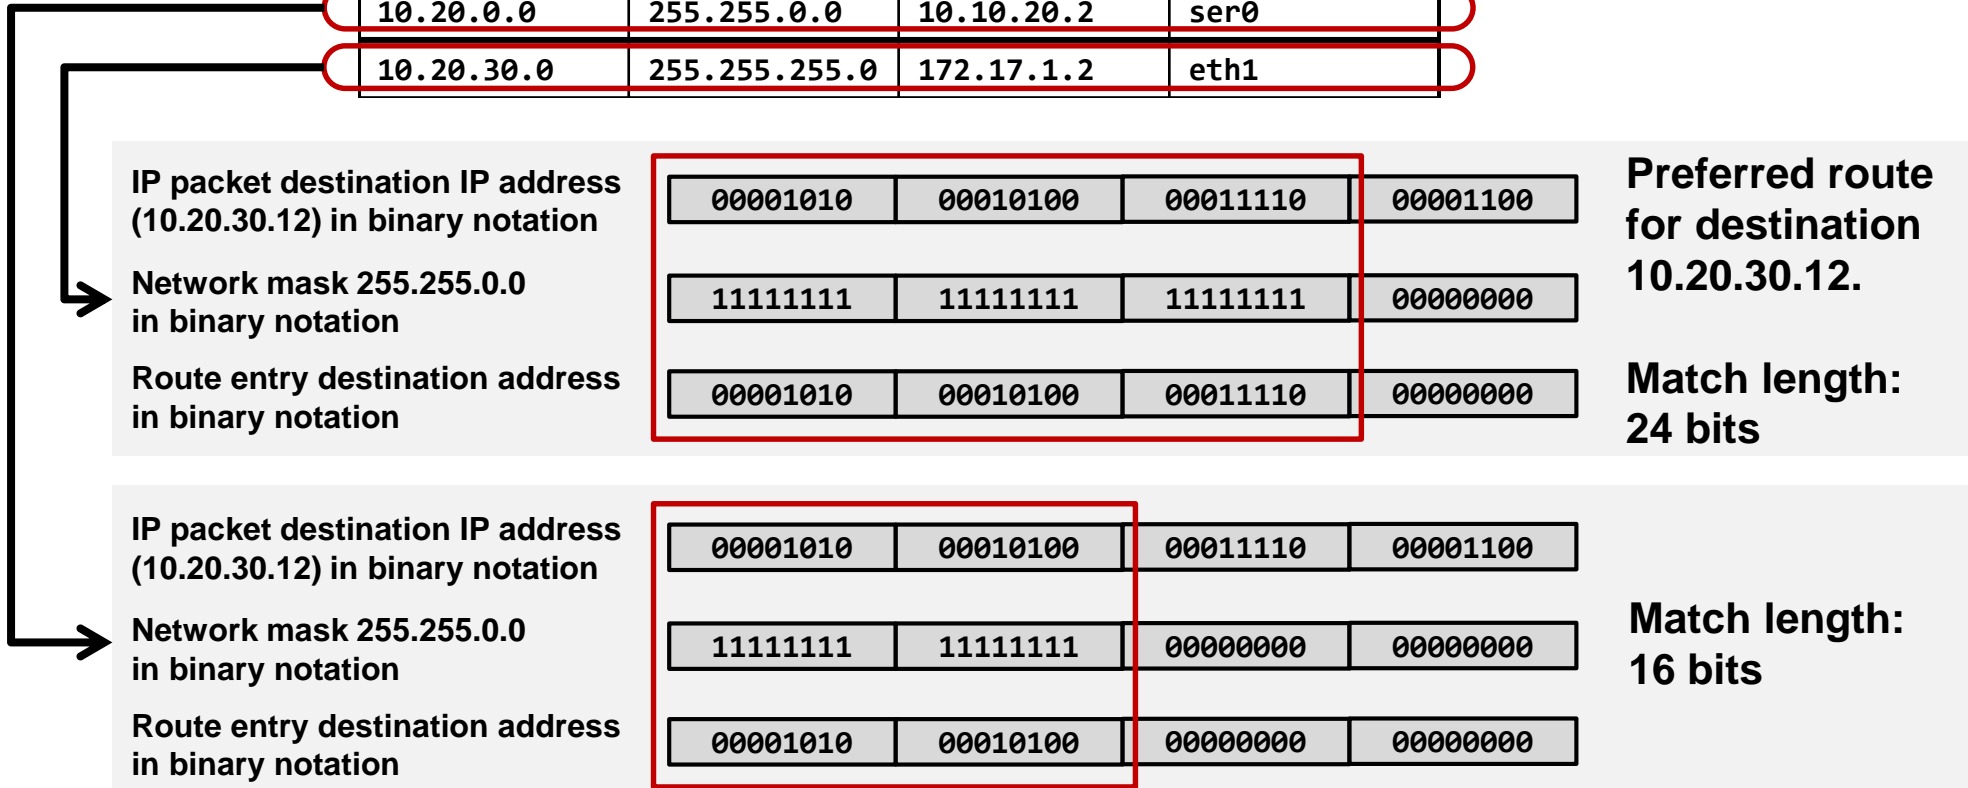 10.20.0.0 255.255.0.0 10.10.20.2 ser0
10.20.30.0 255.255.255.0 172.17.1.2 eth1
IP packet destination IP address
(10.20.30.12) in binary notation
00001010 00010100 00011110 00001100
Network mask 255.255.0.0
in binary notation
11111111 11111111 11111111 00000000
Route entry destination address
in binary notation
00001010 00010100 00011110 00000000
Preferred route
for destination
10.20.30.12.
Match length:
24 bits
IP packet destination IP address
(10.20.30.12) in binary notation
00001010 00010100 00011110 00001100
Network mask 255.255.0.0
in binary notation
11111111 11111111 00000000 00000000
Route entry destination address
in binary notation
00001010 00010100 00000000 00000000
Match length:
16 bits